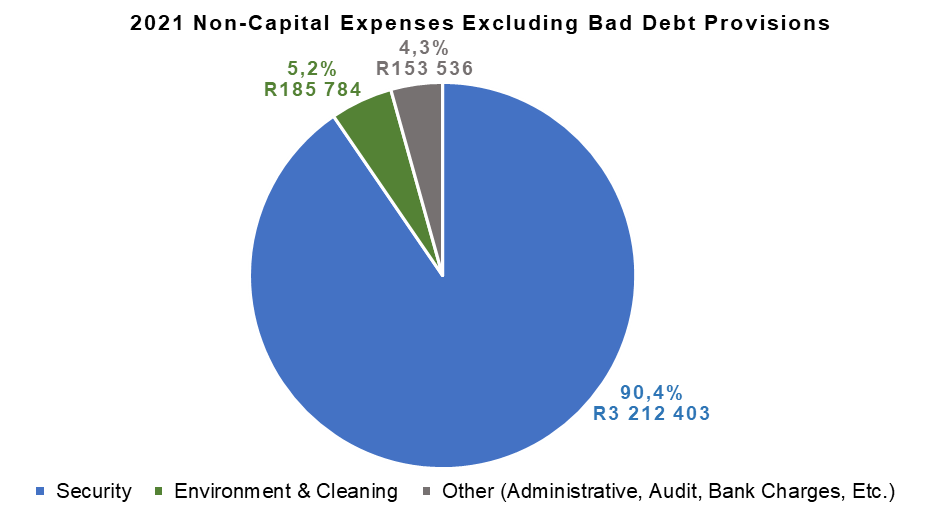 2021 Non-Capital Expenses Excluding Bad Debt Provisions
4,3%
R153 536
5,2%
R185 784
90,4%
R3 212 403
Security
Environment & Cleaning
Other (Administrative, Audit, Bank Charges, Etc.)